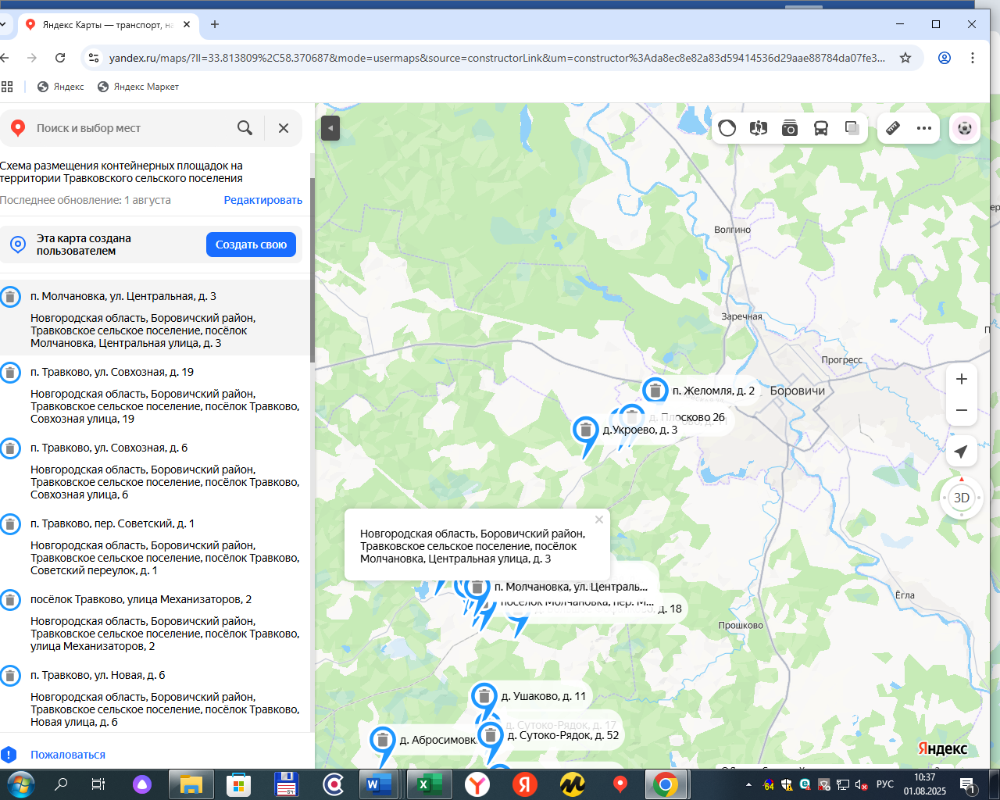 Яндекс Карты — транспорт, на
yandex.ru/maps/?ll=33.813809%2C58.370687&mode=usermaps&source=constructorLink&um=constructor%3Ada8ec8e82a83d59414536d29aae88784da07fe3...
Яндекс
Яндекс Маркет
Поиск и выбор мест
Схема размещения контейнерных площадок на
территории Травковского сельского поселения
Последнее обновление: 1 августа
Редактировать
Эта карта создана
пользователем
Создать свою
п. Молчановка, ул. Центральная, д. 3
Новгородская область, Боровичский район,
Травковское сельское поселение, посёлок
Молчановка, Центральная улица, д. 3
п. Травково, ул. Совхозная, д. 19
Новгородская область, Боровичский район,
Травковское сельское поселение, посёлок Травково,
Совхозная улица, 19
п. Травково, ул. Совхозная, д. 6
Новгородская область, Боровичский район,
Травковское сельское поселение, посёлок Травково,
Совхозная улица, 6
п. Травково, пер. Советский, д. 1
Новгородская область, Боровичский район,
Травковское сельское поселение, посёлок Травково,
Советский переулок, д. 1
посёлок Травково, улица Механизаторов, 2
Новгородская область, Боровичский район,
Травковское сельское поселение, посёлок Травково,
улица Механизаторов, 2
п. Травково, ул. Новая, д. 6
Новгородская область, Боровичский район,
Травковское сельское поселение, посёлок Травково,
Новая улица, д. 6
Пожаловаться
Волгино
Заречная
Прогресс
п. Желомля, д. 2
Боровичи
д. Плосково 26
д.Укроево, д. 3
3D
Новгородская область, Боровичский район,
Травковское сельское поселение, посёлок
Молчановка, Центральная улица, д. 3
п. Молчановка, ул. Централь...
посёлок Молчановка, пер. М...
д. 18
Ёгла
Прошково
д. Ушаково, д. 11
д. Сутоко-Рядок, д. 17
д. Сутоко-Рядок, д. 52
д. Абросимовк
Яндекс
64
РУС
10:37
01.08.2025
1